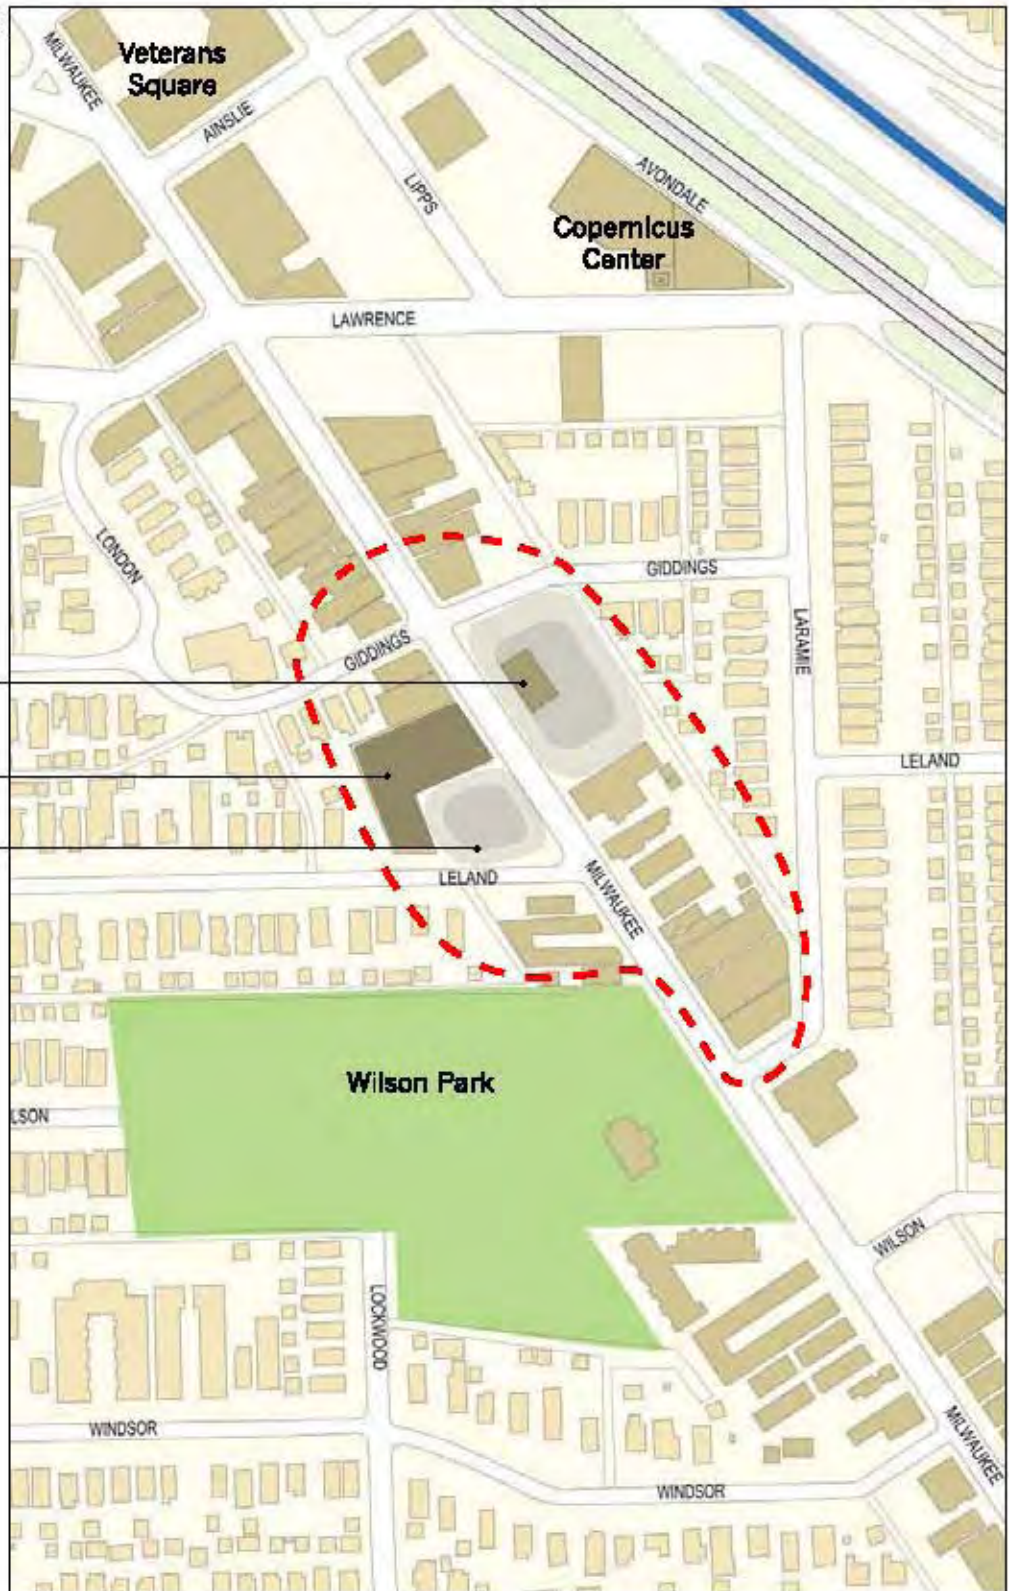 Veterans
Square
MILWAUKEE
AINSLIE
LIPPS
AVONDALE
Copernicus
Center
LAWRENCE
LONDON
GIDDINGS
GIDDINGS
LARAMIE
LELAND
LELAND
MILWAUKEE
Wilson Park
LSON
WILSON
LOCKWOOD
WINDSOR
MILWAUKEE
WINDSOR